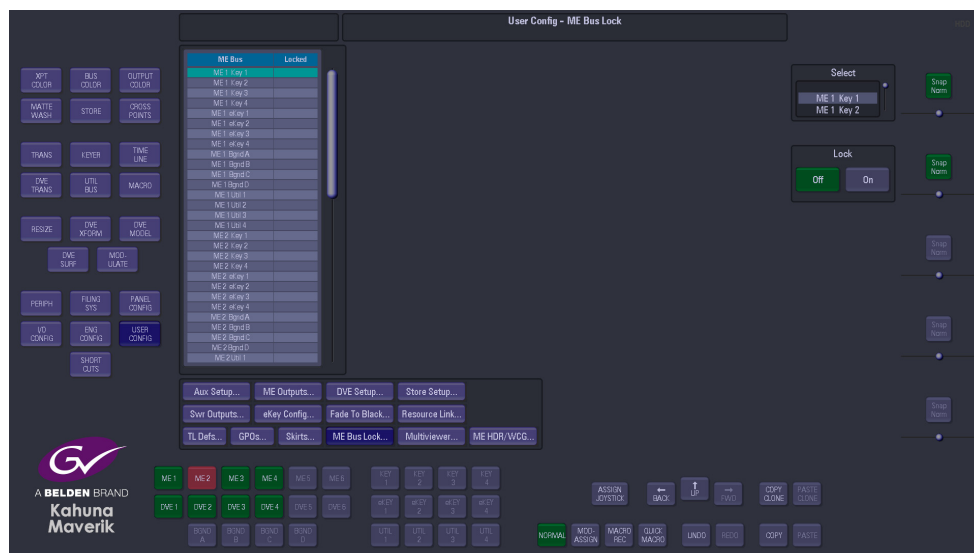 User Config - ME Bus Lock
ME Bus Locked
ME 1 Key 1
ME 1 Key 2
ME 1 Key 3
ME 1 Key 4
ME 1 eKey 1
ME 1 eKey 2
ME 1 eKey 3
ME 1 eKey 4
ME 1 Bgnd A
ME 1 Bgnd B
ME 1 Bgnd C
ME 1 Bgnd D
ME 1 Util 1
ME 1 Util 2
ME 1 Util 3
ME 1 Util 4
ME 2 Key 1
ME 2 Key 2
ME 2 Key 3
ME 2 Key 4
ME 2 eKey 1
ME 2 eKey 2
ME 2 eKey 3
ME 2 eKey 4
ME 2 Bgnd A
ME 2 Bgnd B
ME 2 Bgnd C
ME 2 Bgnd D
ME 2 Util 1
XPT COLOR
BUS COLOR
OUTPUT COLOR
MATTE WASH
STORE
CROSS POINTS
TRANS
KEYER
TIME LINE
DVE TRANS
UTIL BUS
MACRO
RESIZE
DVE XFORM
DVE MODEL
DVE SURF
MOD- ULATE
PERIPH
FILING SYS
PANEL CONFIG
I/O CONFIG
ENG CONFIG
USER CONFIG
SHORT CUTS
Select
ME 1 Key 1
ME 1 Key 2
Snap Norm
Lock
Off On
Snap Norm
Snap Norm
Snap Norm
Snap Norm
Aux Setup... ME Outputs... DVE Setup... Store Setup...
Swr Outputs... eKey Config... Fade To Black... Resource Link...
TL Defs... GPOs... Skirts... ME Bus Lock... Multiviewer... ME HDR/WCG...
GV
A BELDEN BRAND
Kahuna
Maverik
ME 1 ME 2 ME 3 ME 4 ME 5 ME 6
KEY 1 KEY 2 KEY 3 KEY 4
DVE 1 DVE 2 DVE 3 DVE 4 DVE 5 DVE 6
eKEY 1 eKEY 2 eKEY 3 eKEY 4
BGND A BGND B BGND C BGND D
UTIL 1 UTIL 2 UTIL 3 UTIL 4
ASSIGN JOYSTICK
BACK
UP
FWD
COPY CLONE
PASTE CLONE
NORMAL
MOD- ASSIGN
MACRO REC
QUICK MACRO
UNDO
REDO
COPY
PASTE